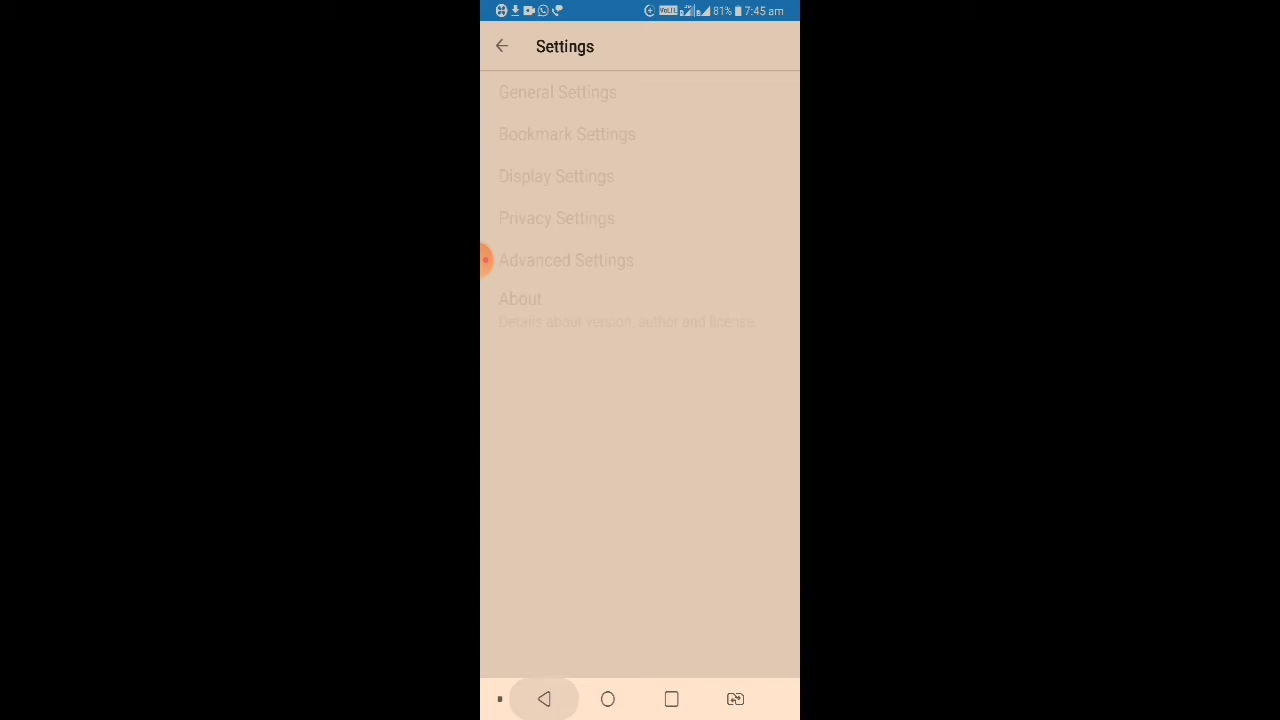 VoLTE 81% 7:45 am
Settings
General Settings
Bookmark Settings
Display Settings
Privacy Settings
Advanced Settings
About
Details about version, author and license.